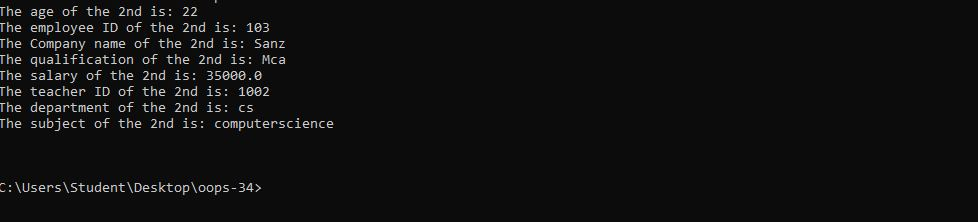 The age of the 2nd is: 22
The employee ID of the 2nd is: 103
The Company name of the 2nd is: Sanz
The qualification of the 2nd is: Mca
The salary of the 2nd is: 35000.0
The teacher ID of the 2nd is: 1002
The department of the 2nd is: cs
The subject of the 2nd is: computerscience
C:\Users\Student\Desktop\oops-34>